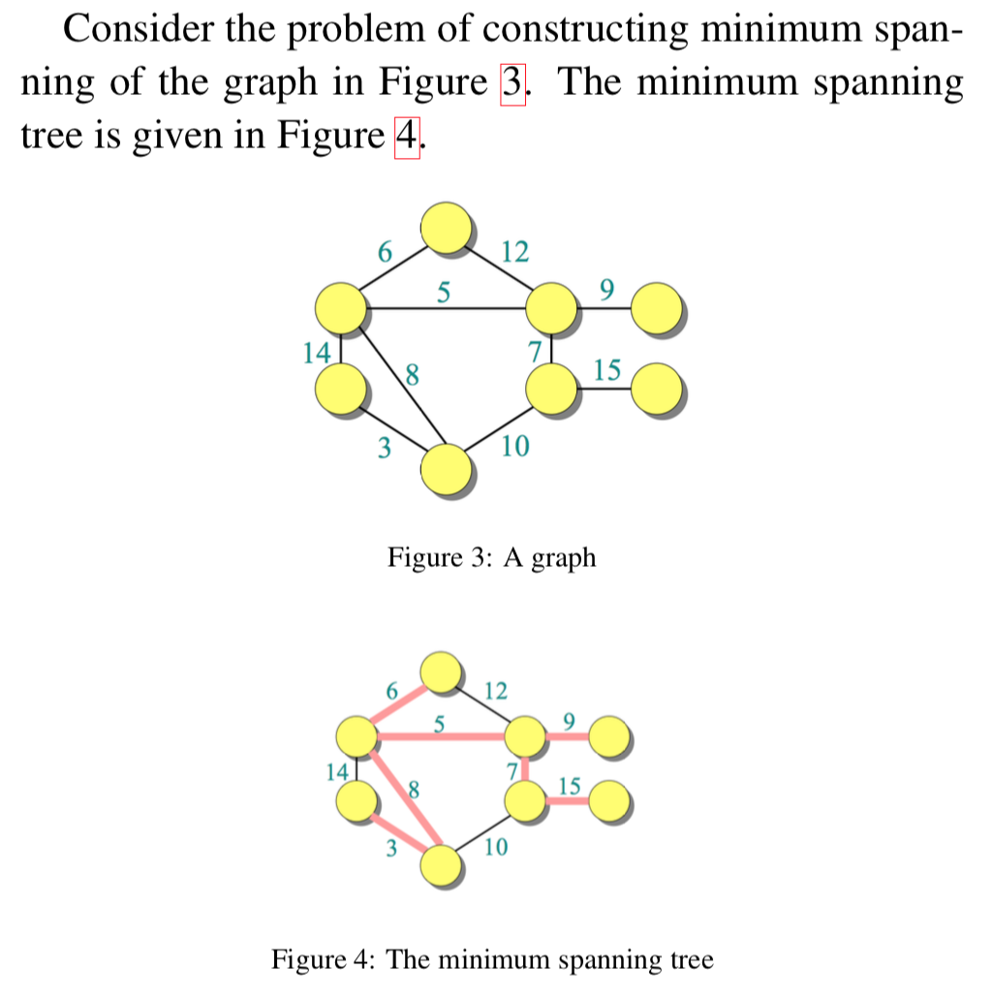 Consider the problem of constructing minimum span-
ning of the graph in Figure 3. The minimum spanning
tree is given in Figure 4.
6 12
5 9
14 7
8 15
3 10
Figure 3: A graph
6 12
5 9
14 7
8 15
3 10
Figure 4: The minimum spanning tree